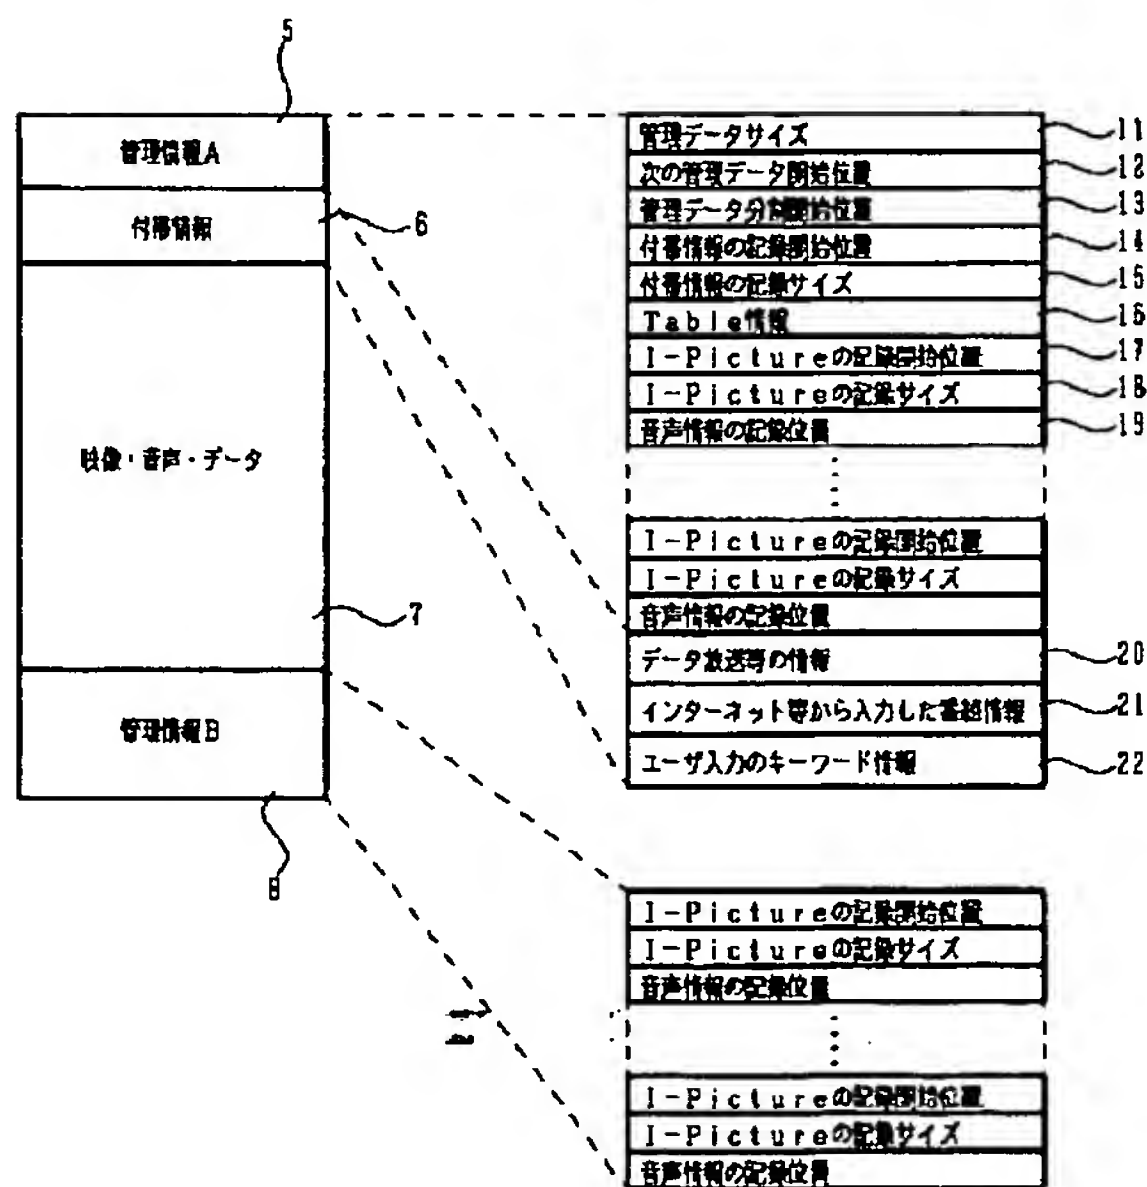 5
管理情報A
付帯情報
6
映像・音声・データ
7
管理情報B
8
管理データサイズ
11
次の管理データ開始位置
12
管理データ分割開始位置
13
付帯情報の記録開始位置
14
付帯情報の記録サイズ
15
Table情報
16
I-Pictureの記録開始位置
17
I-Pictureの記録サイズ
18
音声情報の記録位置
19
I-Pictureの記録開始位置
I-Pictureの記録サイズ
音声情報の記録位置
データ放送等の情報
20
インターネット等から入力した番組情報
21
ユーザ入力のキーワード情報
22
I-Pictureの記録開始位置
I-Pictureの記録サイズ
音声情報の記録位置
I-Pictureの記録開始位置
I-Pictureの記録サイズ
音声情報の記録位置